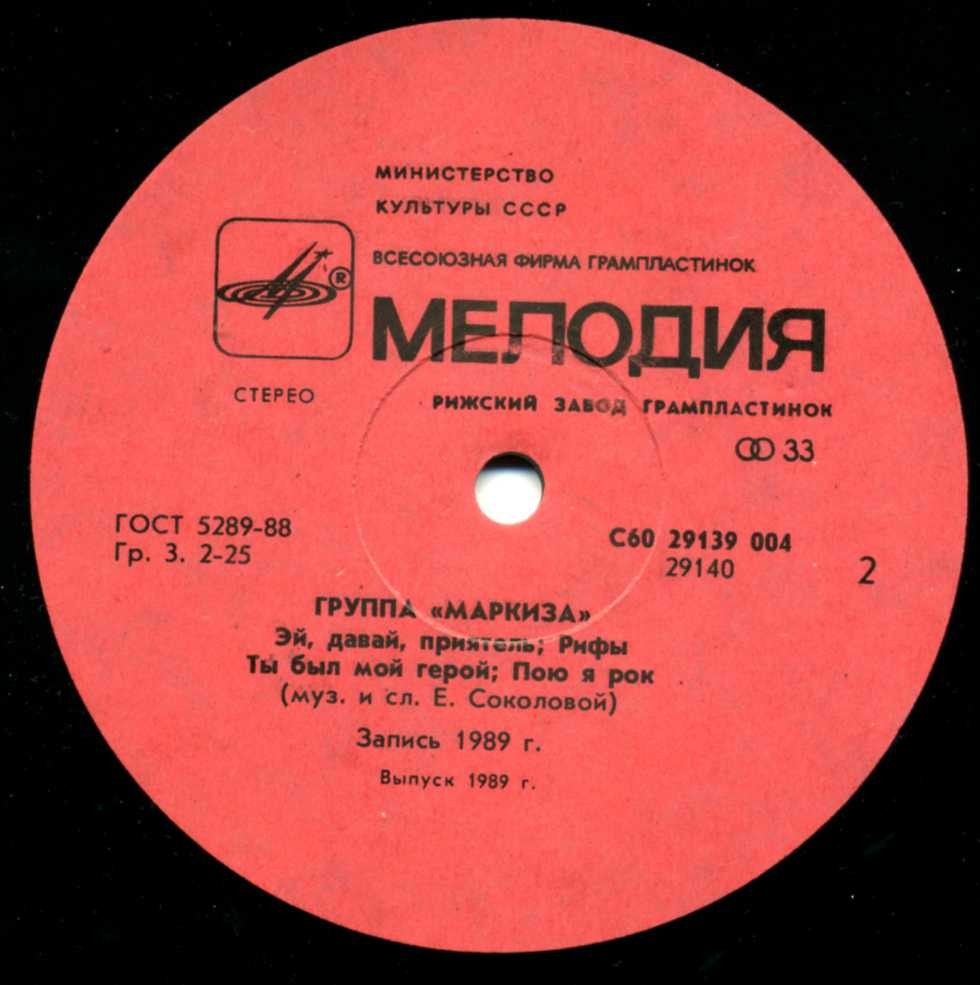 МИНИСТЕРСТВО
КУЛЬТУРЫ СССР
ВСЕСОЮЗНАЯ ФИРМА ГРАМПЛАСТИНОК
®
МЕЛОДИЯ
СТЕРЕО
РИЖСКИЙ ЗАВОД ГРАМПЛАСТИНОК
33
ГОСТ 5289-88
Гр. 3. 2-25
С60 29139 004
29140
2
ГРУППА «МАРКИЗА»
Эй, давай, приятель; Рифы
Ты был мой герой; Пою я рок
(муз. и сл. Е. Соколовой)
Запись 1989 г.
Выпуск 1989 г.